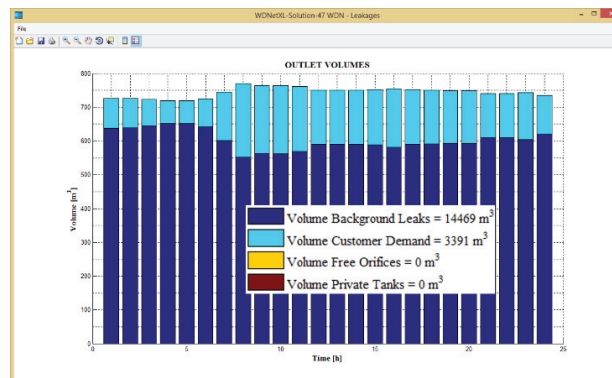 WDNetXL-Solution-47 WDN - Leakages
File
OUTLET VOLUMES
800
700
600
500
400
300
200
100
0
Volume [m³]
Volume Background Leaks = 14469 m³
Volume Customer Demand = 3391 m³
Volume Free Orifices = 0 m³
Volume Private Tanks = 0 m³
0 5 10 15 20 25
Time [h]